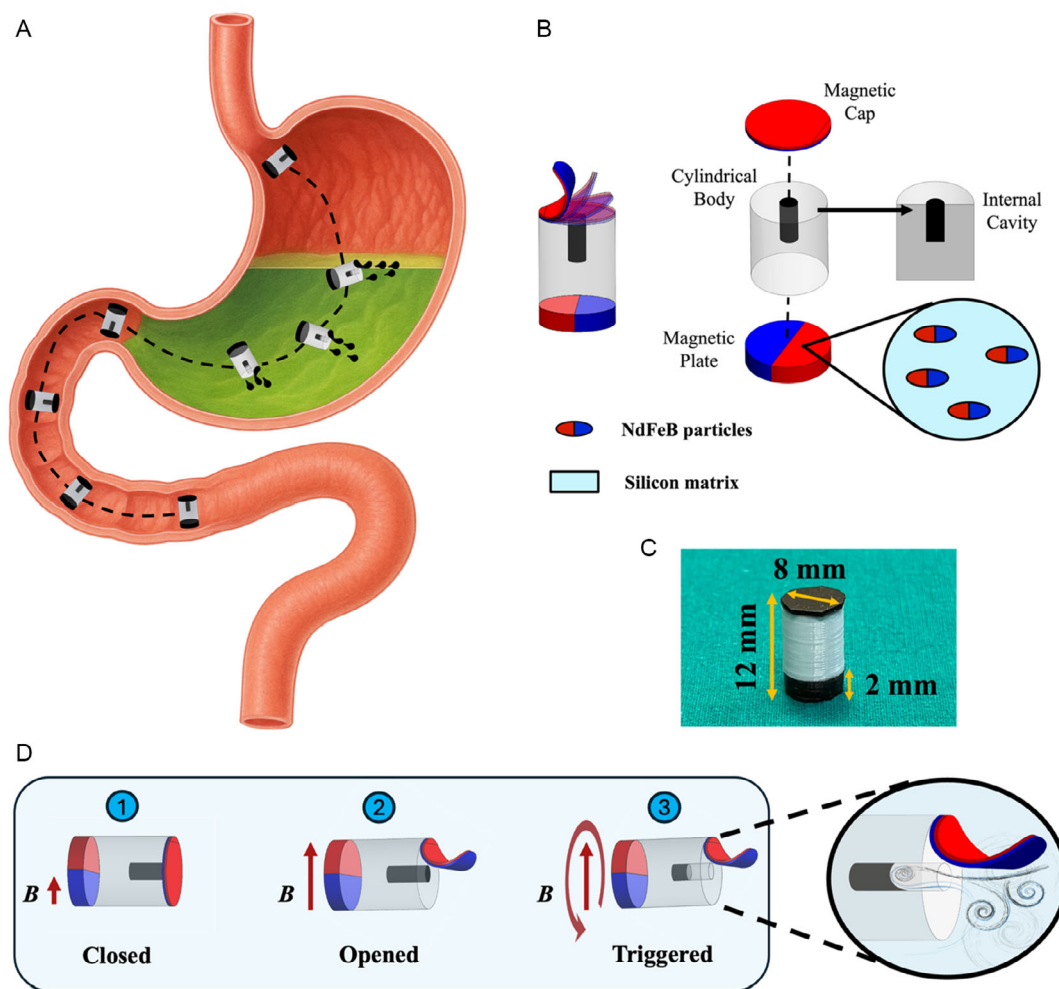 A
B
Magnetic
Cap
Cylindrical
Body
Internal
Cavity
Magnetic
Plate
NdFeB particles
Silicon matrix
C
8 mm
12 mm
2 mm
D
1
2
3
B
B
B
Closed
Opened
Triggered